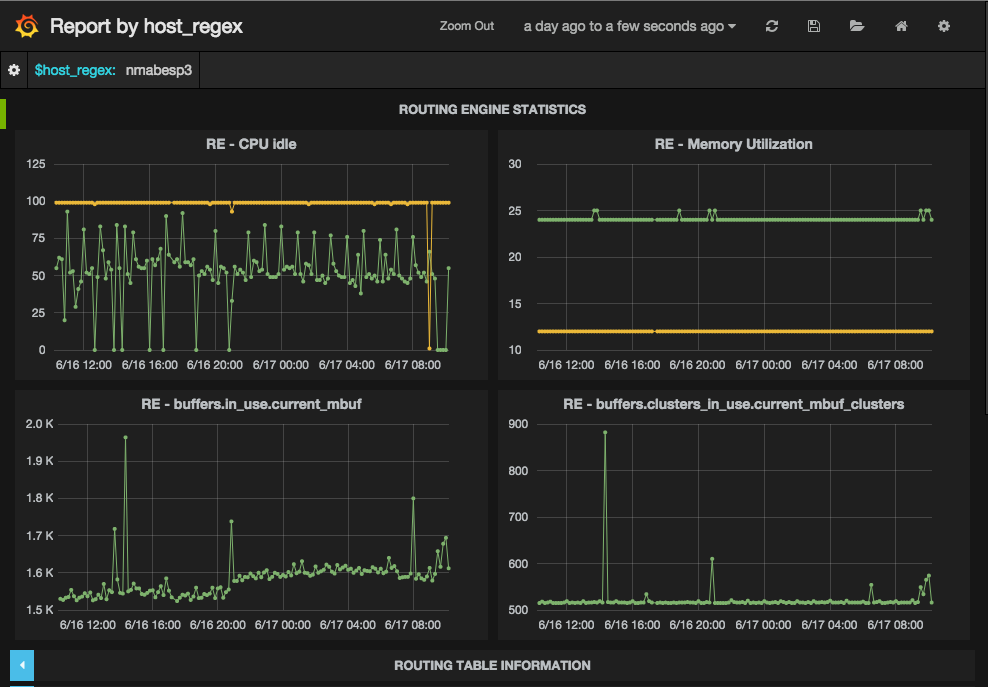 Report by host_regex
Zoom Out
a day ago to a few seconds ago
$host_regex: nmabesp3
ROUTING ENGINE STATISTICS
RE - CPU idle
125
100
75
50
25
0
6/16 12:00 6/16 16:00 6/16 20:00 6/17 00:00 6/17 04:00 6/17 08:00
RE - Memory Utilization
30
25
20
15
10
6/16 12:00 6/16 16:00 6/16 20:00 6/17 00:00 6/17 04:00 6/17 08:00
RE - buffers.in_use.current_mbuf
2.0 K
1.9 K
1.8 K
1.7 K
1.6 K
1.5 K
6/16 12:00 6/16 16:00 6/16 20:00 6/17 00:00 6/17 04:00 6/17 08:00
RE - buffers.clusters_in_use.current_mbuf_clusters
900
800
700
600
500
6/16 12:00 6/16 16:00 6/16 20:00 6/17 00:00 6/17 04:00 6/17 08:00
ROUTING TABLE INFORMATION